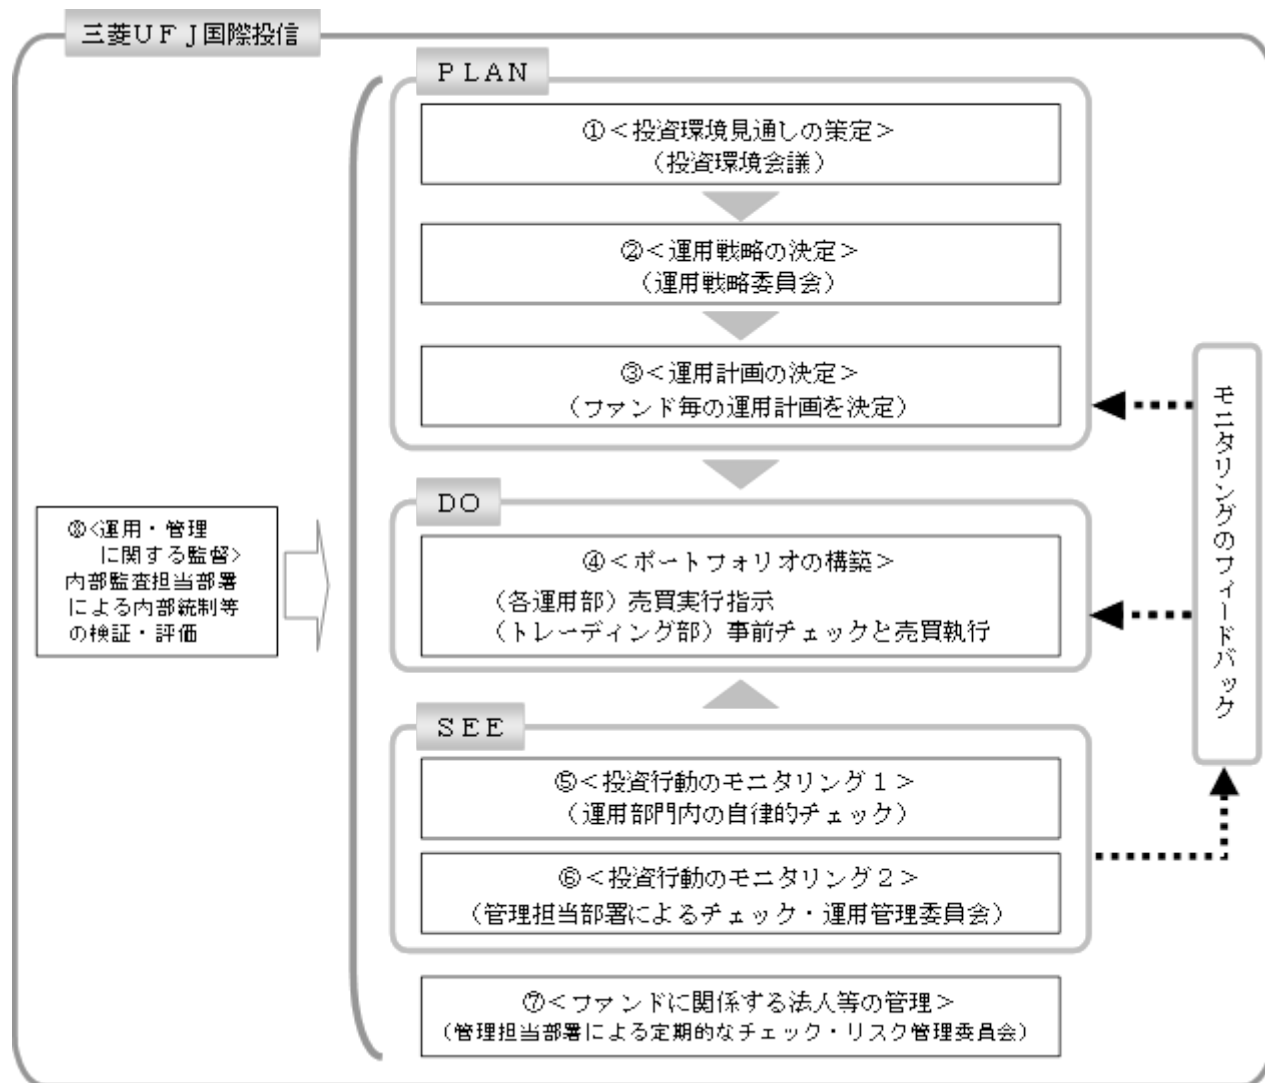 三菱ＵＦＪ国際投信
ＰＬＡＮ
①＜投資環境見通しの策定＞
（投資環境会議）
②＜運用戦略の決定＞
（運用戦略委員会）
③＜運用計画の決定＞
（ファンド毎の運用計画を決定）
ＤＯ
④＜ポートフォリオの構築＞
（各運用部）売買実行指示
（トレーディング部）事前チェックと売買執行
ＳＥＥ
⑤＜投資行動のモニタリング１＞
（運用部門内の自律的チェック）
⑥＜投資行動のモニタリング２＞
（管理担当部署によるチェック・運用管理委員会）
⑦＜ファンドに関係する法人等の管理＞
（管理担当部署による定期的なチェック・リスク管理委員会）
⑧＜運用・管理
に関する監督＞
内部監査担当部署
による内部統制等
の検証・評価
モニタリングのフィードバック